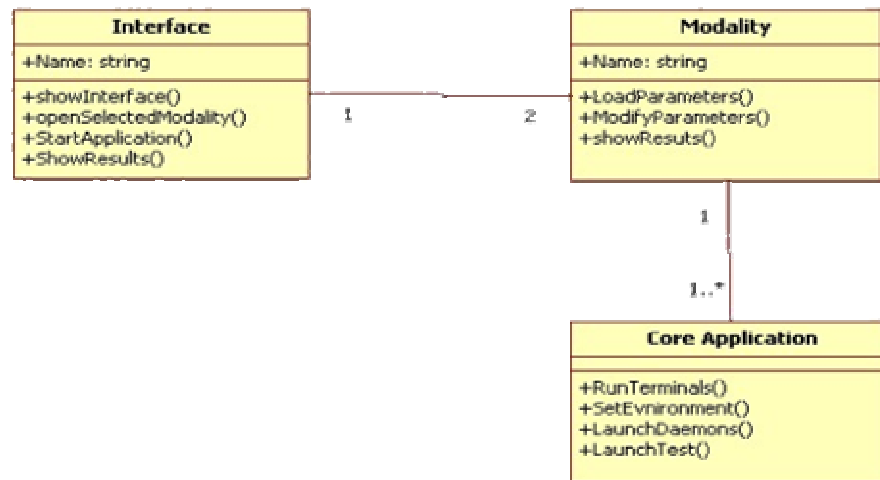 Interface
+Name: string
+showInterface()
+openSelectedModality()
+StartApplication()
+ShowResults()
1
2
Modality
+Name: string
+LoadParameters()
+ModifyParameters()
+showResuts()
1
1..*
Core Application
+RunTerminals()
+SetEvnironment()
+LaunchDaemons()
+LaunchTest()